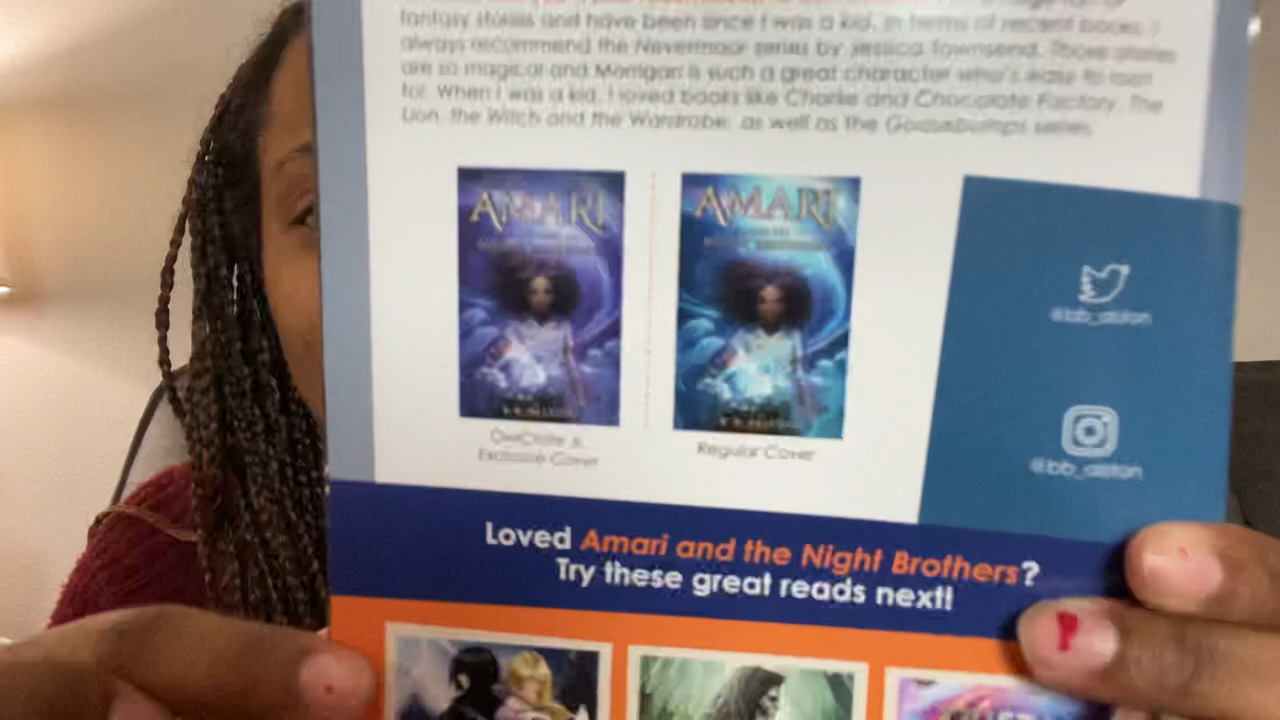 fantasy stories and have been since I was a kid. In terms of recent books, I
always recommend the Nevermoor series by Jessica Townsend. Those stories
are so magical and Morrigan is such a great character who's easy to root
for. When I was a kid, I loved books like Charlie and Chocolate Factory, The
Lion, the Witch and the Wardrobe, as well as the Goosebumps series.
AMARI
AMARI
OwlCrate Jr.
Exclusive Cover
Regular Cover
@bb_alston
@bb_alston
Loved Amari and the Night Brothers?
Try these great reads next!